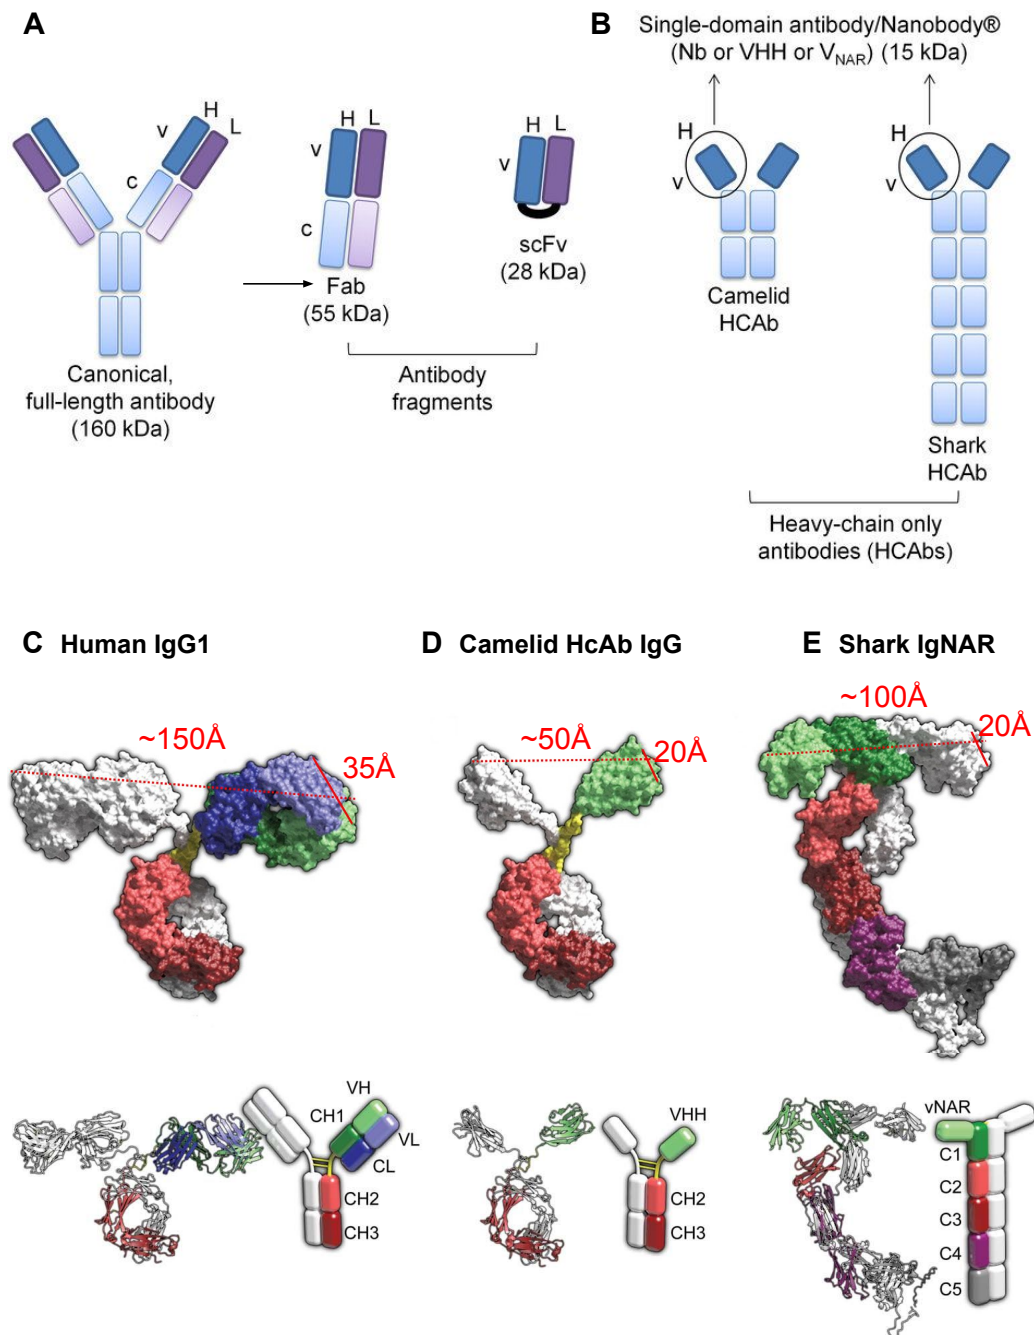 A
H
L
v
c
Canonical,
full-length antibody
(160 kDa)
H L
v
c
Fab
(55 kDa)
H L
v
scFv
(28 kDa)
Antibody
fragments
B
Single-domain antibody/Nanobody®
(Nb or VHH or VNAR) (15 kDa)
H
v
Camelid
HCAb
H
v
Shark
HCAb
Heavy-chain only
antibodies (HCAbs)
C Human IgG1
~150Å
35Å
VH
CH1
VL
CL
CH2
CH3
D Camelid HcAb IgG
~50Å
20Å
VHH
CH2
CH3
E Shark IgNAR
~100Å
20Å
vNAR
C1
C2
C3
C4
C5